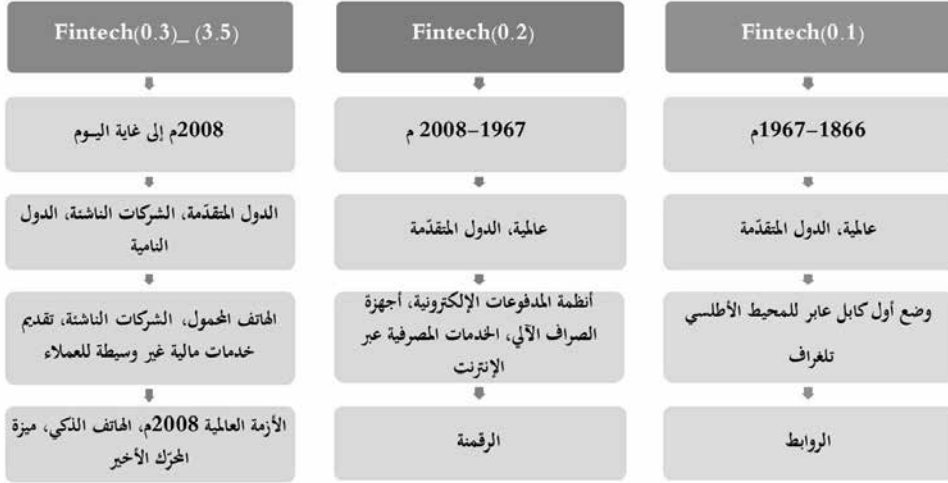 Fintech(0.1)
1866–1967م
عالمية، الدول المتقدّمة
وضع أول كابل عابر للمحيط الأطلسي
تلغراف
الروابط
Fintech(0.2)
1967–2008 م
عالمية، الدول المتقدّمة
أنظمة المدفوعات الإلكترونية، أجهزة
الصراف الآلي، الخدمات المصرفية عبر
الإنترنت
الرقمنة
Fintech(0.3)_ (3.5)
2008م إلى غاية اليـوم
الدول المتقدّمة، الشركات الناشئة، الدول
النامية
الهاتف المحمول، الشركات الناشئة، تقديم
خدمات مالية غير وسيطة للعملاء
الأزمة العالمية 2008م، الهاتف الذكي، ميزة
المحرّك الأخير